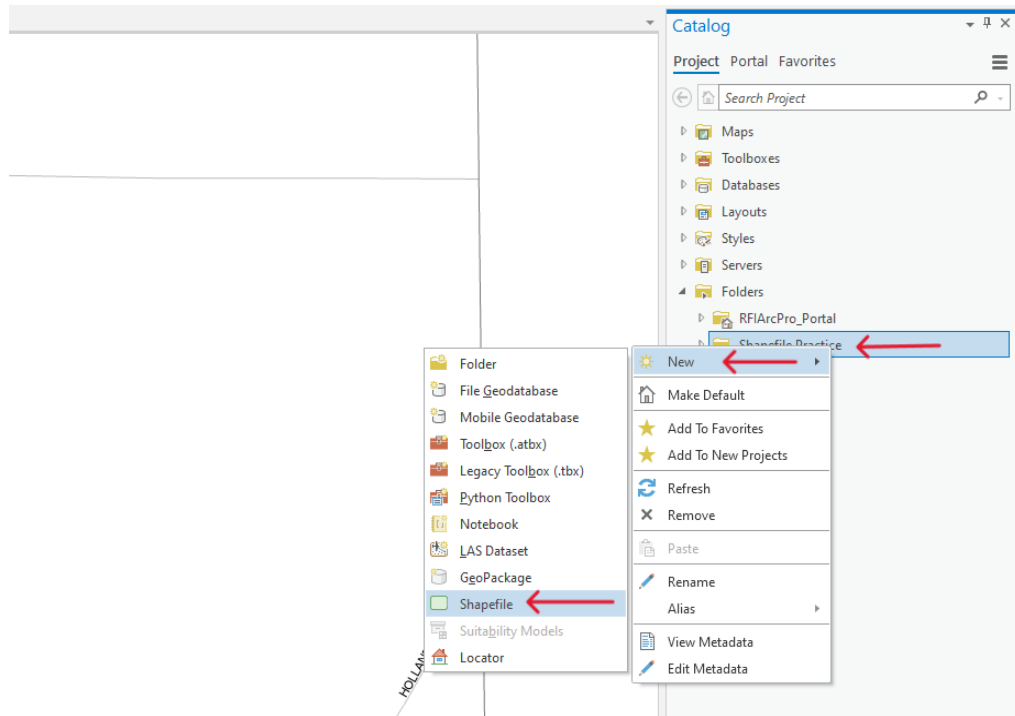 Catalog
Project Portal Favorites
Search Project
Maps
Toolboxes
Databases
Layouts
Styles
Servers
Folders
RFIArcPro_Portal
Shapefile Practice
New
Make Default
Add To Favorites
Add To New Projects
Refresh
Remove
Paste
Rename
Alias
View Metadata
Edit Metadata
Folder
File Geodatabase
Mobile Geodatabase
Toolbox (.atbx)
Legacy Toolbox (.tbx)
Python Toolbox
Notebook
LAS Dataset
GeoPackage
Shapefile
Suitability Models
Locator